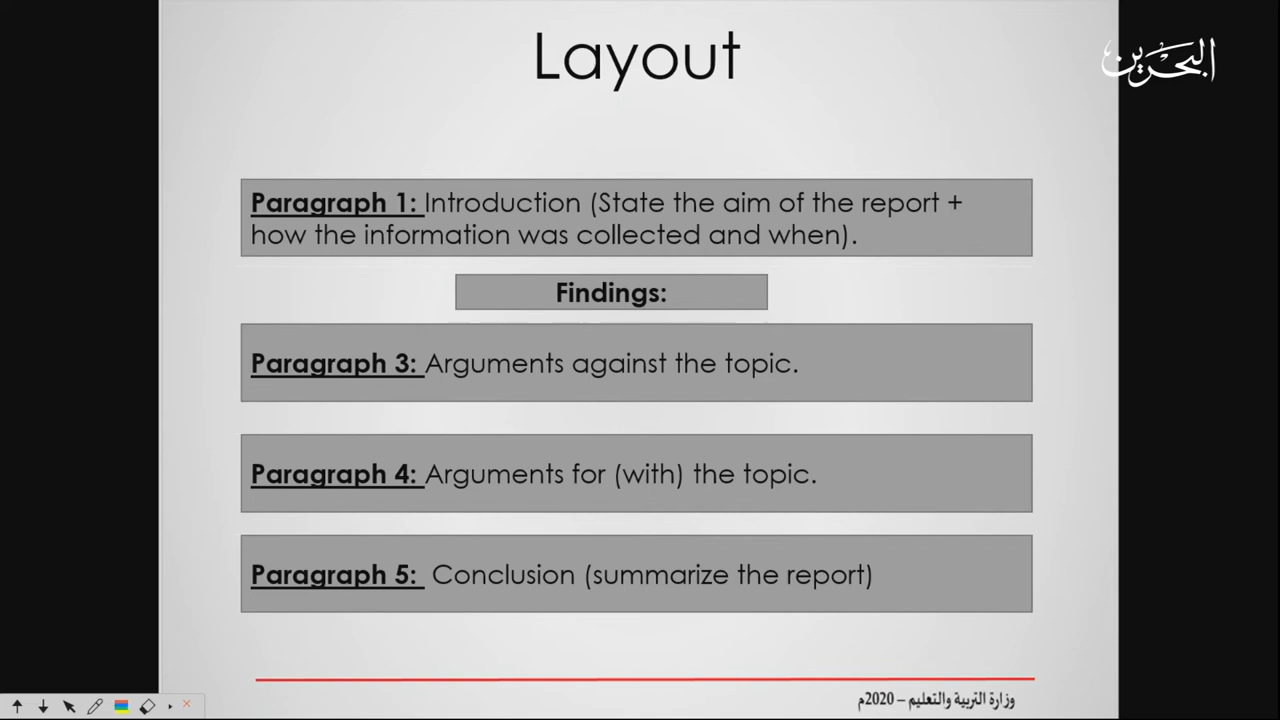 Layout
البحرين
Paragraph 1: Introduction (State the aim of the report +
how the information was collected and when).
Findings:
Paragraph 3: Arguments against the topic.
Paragraph 4: Arguments for (with) the topic.
Paragraph 5: Conclusion (summarize the report)
وزارة التربية والتعليم – 2020م